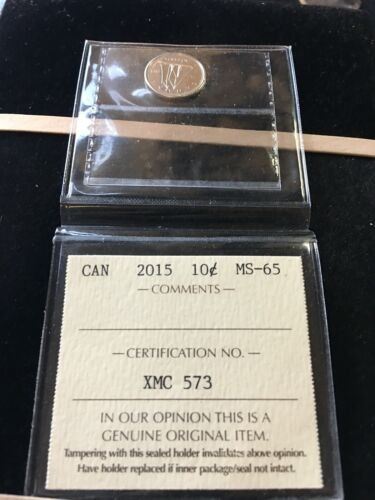 CAN 2015 10¢ MS-65
— COMMENTS —
— CERTIFICATION NO. —
XMC 573
IN OUR OPINION THIS IS A
GENUINE ORIGINAL ITEM.
Tampering with this sealed holder invalidates above opinion.
Have holder replaced if inner package/seal not intact.